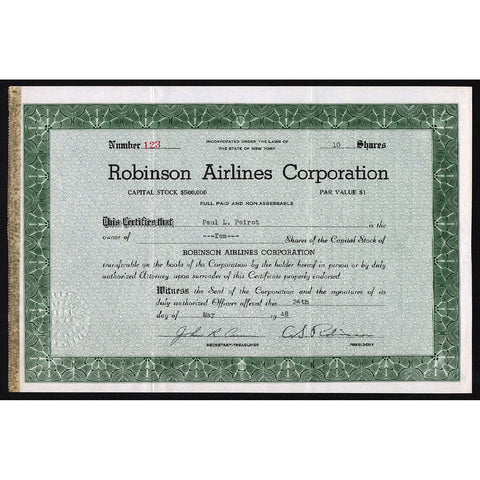 Number 123
INCORPORATED UNDER THE LAWS OF
THE STATE OF NEW YORK
10 Shares
Robinson Airlines Corporation
CAPITAL STOCK $500,000 PAR VALUE $1
FULL PAID AND NON-ASSESSABLE
This Certifies that Paul L. Poirot is the
owner of ---Ten--- Shares of the Capital Stock of
ROBINSON AIRLINES CORPORATION
transferable on the books of the Corporation by the holder hereof in person or by duly
authorized Attorney, upon surrender of this Certificate properly endorsed.
Witness the Seal of the Corporation and the signatures of its
duly authorized Officers affixed this 26th
day of May 19 48
C.S. Robinson
SECRETARY-TREASURER PRESIDENT